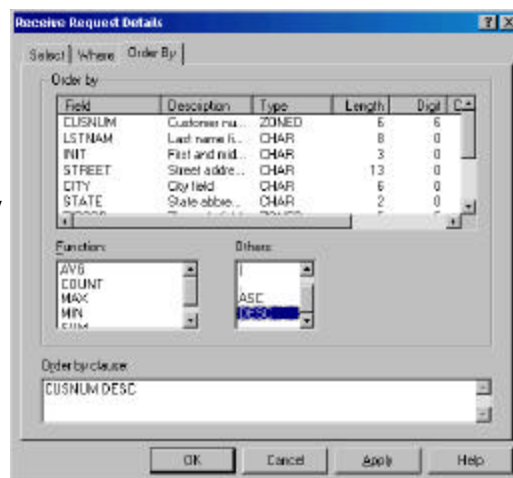 Receive Request Details
Select Where Order By
Order by
Field Description Type Length Digit
CUSNUM Customer nu... ZONED 6 6
LSTNAM Last name fi... CHAR 8 0
INIT First and mid... CHAR 3 0
STREET Street addre... CHAR 13 0
CITY City field CHAR 6 0
STATE State abbre... CHAR 2 0
Function: Others:
AVG
COUNT
MAX ASC
MIN DESC
SUM
Order by clause:
CUSNUM DESC
OK Cancel Apply Help